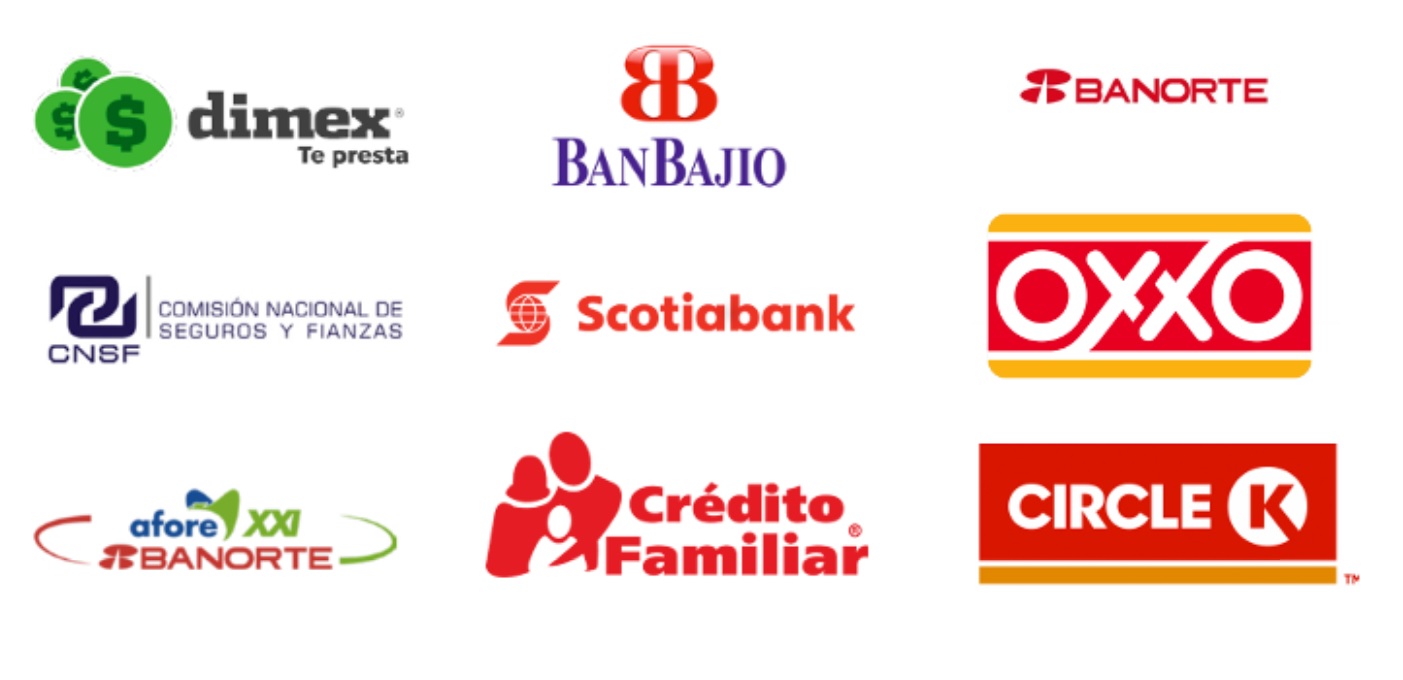 $ $ $
dimex®
Te presta
BANBAJIO
BANORTE
CNSF
COMISIÓN NACIONAL DE
SEGUROS Y FIANZAS
Scotiabank
OXXO
afore XXI
BANORTE
Crédito
Familiar®
CIRCLE K
TM